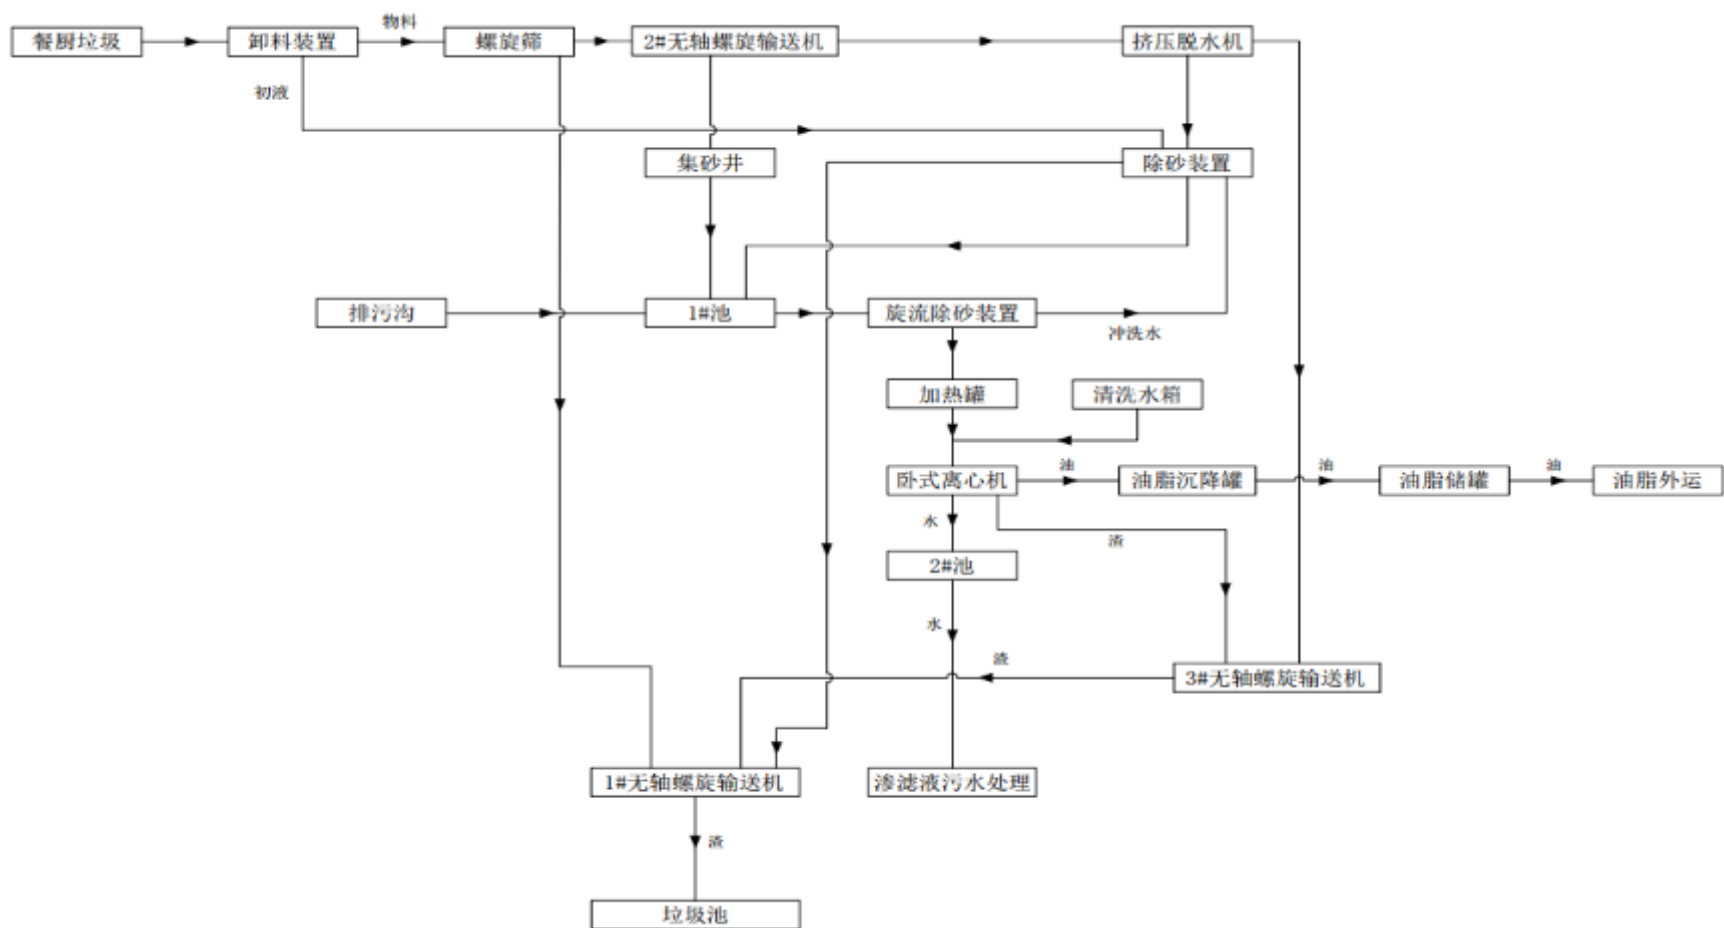 物料
餐厨垃圾
卸料装置
螺旋筛
2#无轴螺旋输送机
挤压脱水机
初液
集砂井
除砂装置
排污沟
1#池
旋流除砂装置
冲洗水
加热罐
清洗水箱
卧式离心机
油
油脂沉降罐
油
油脂储罐
油
油脂外运
水
渣
2#池
水
渣
3#无轴螺旋输送机
1#无轴螺旋输送机
渗滤液污水处理
渣
垃圾池